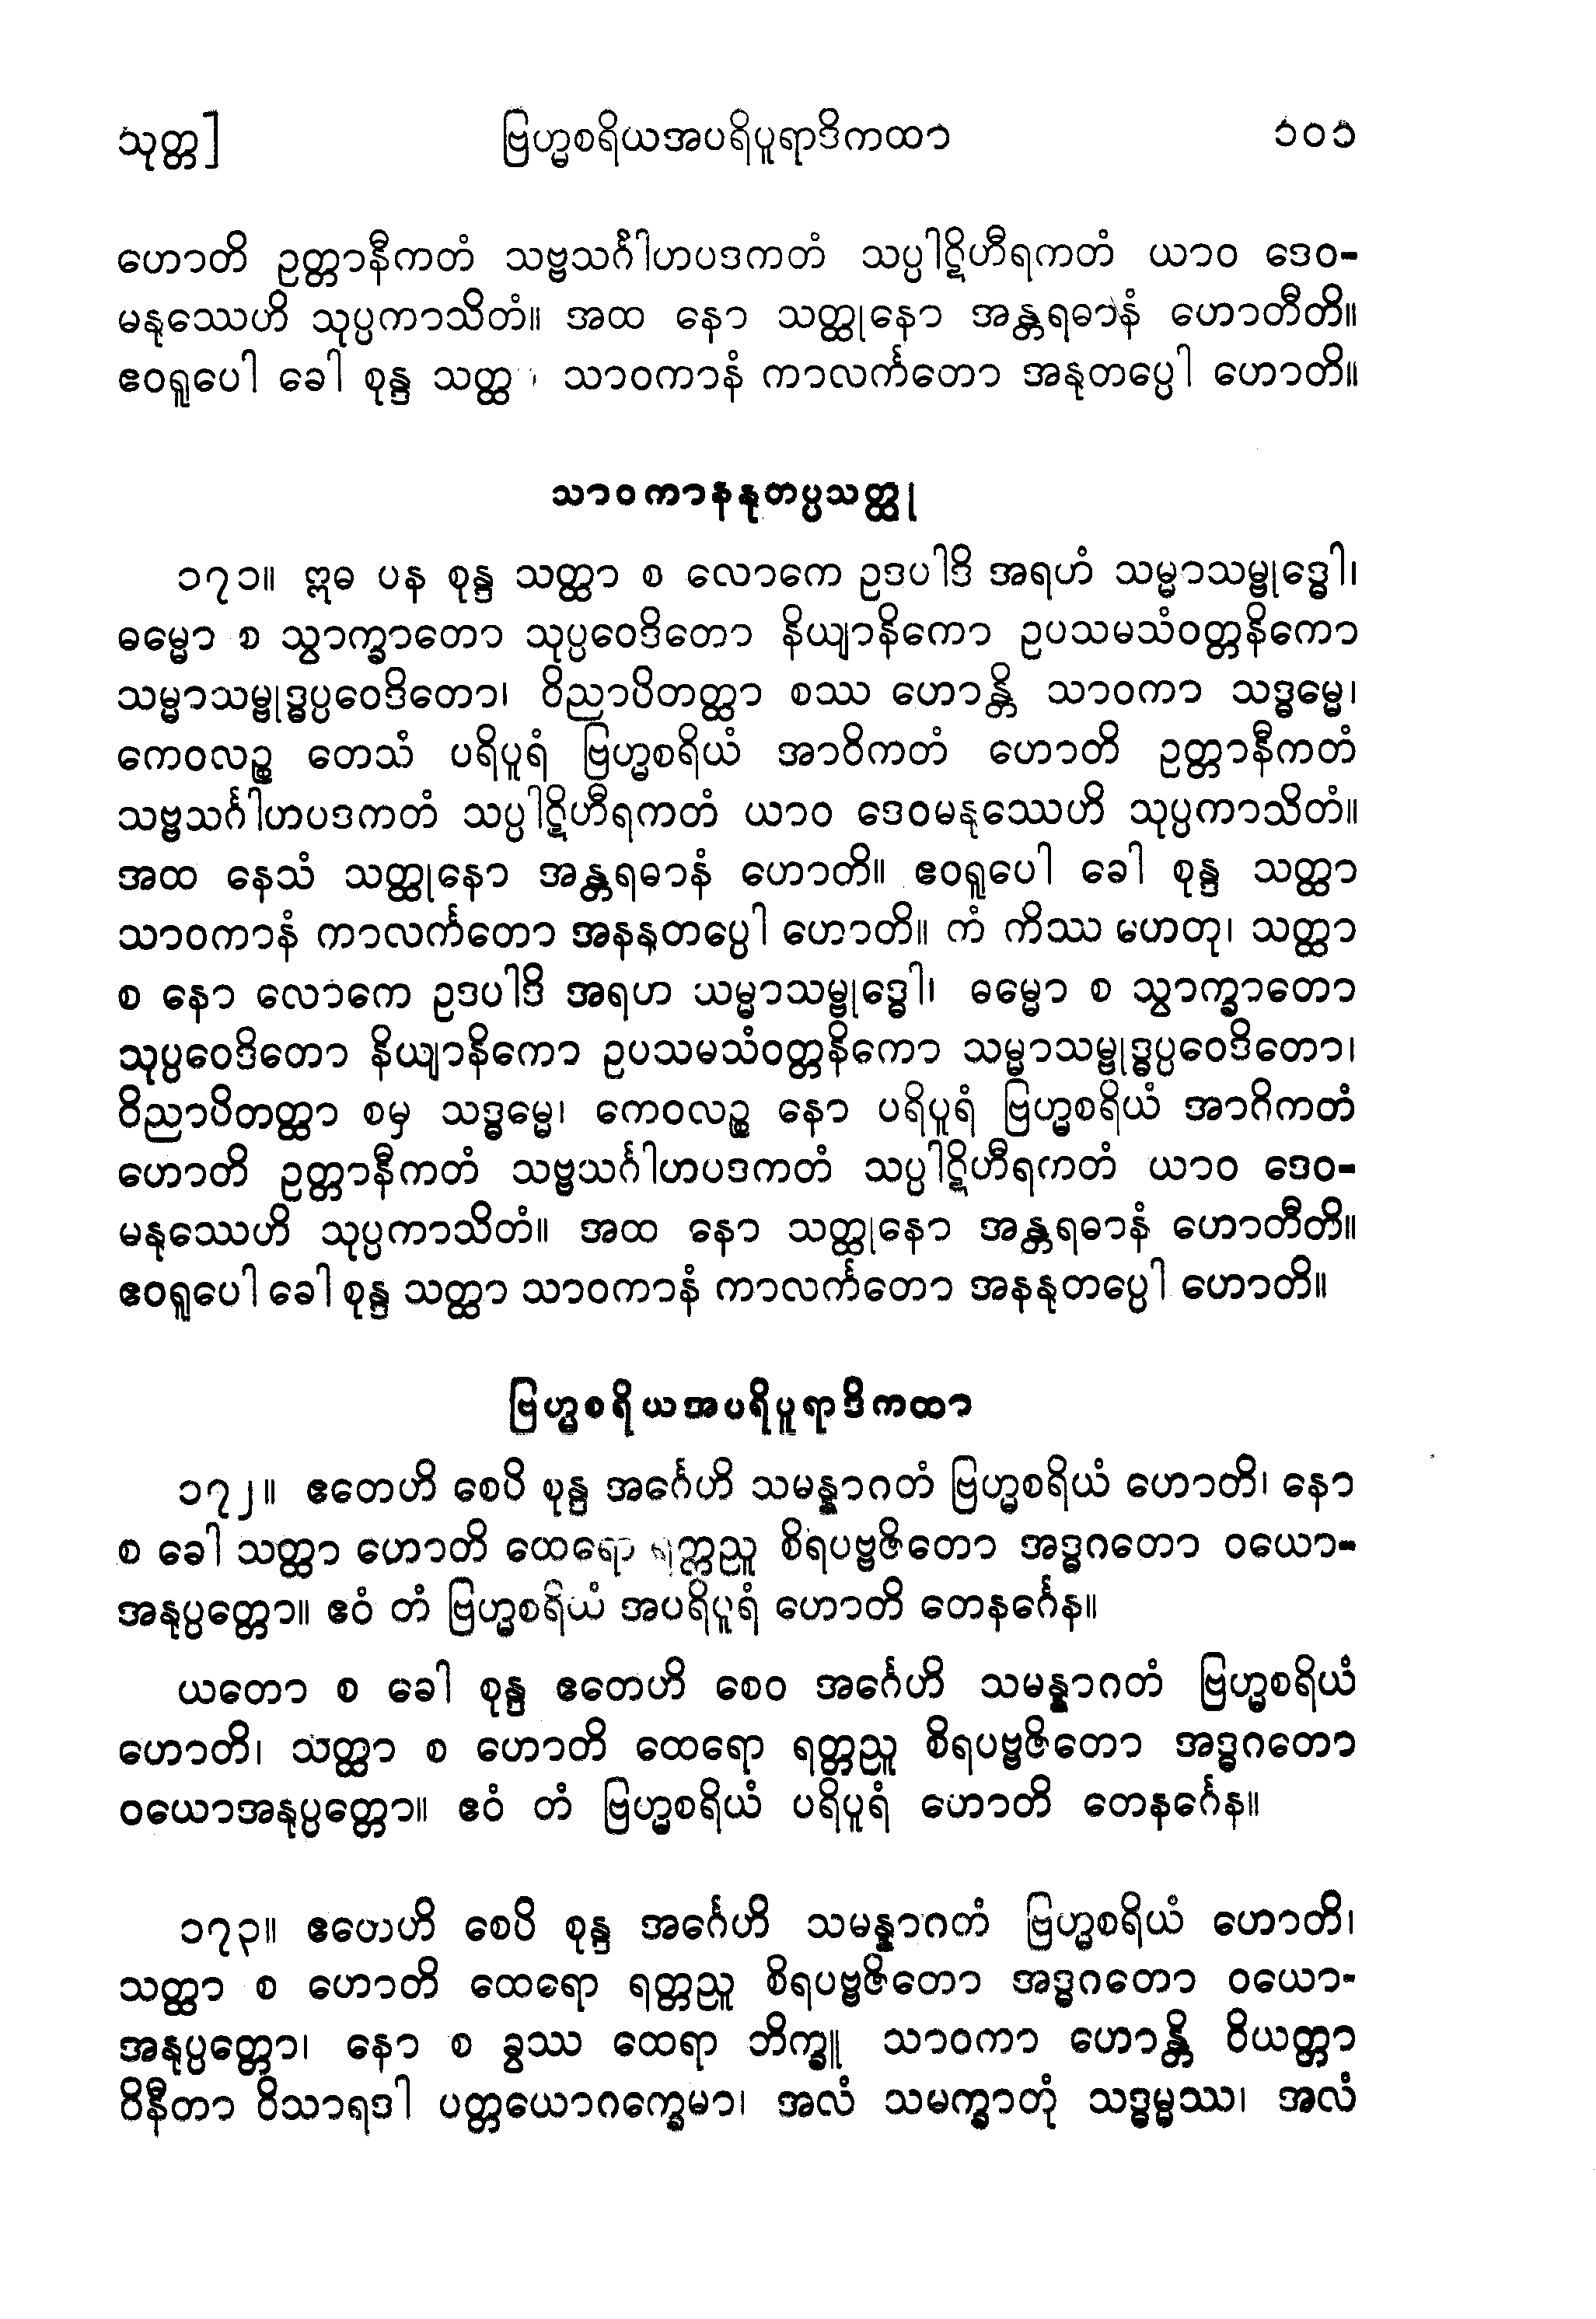 သုတ္တ] ဗြဟ္မစရိယအပရိပူရာဒိကထာ ၁၀၁
ဟောတိ ဥတ္တာနီကတံ သဗ္ဗသင်္ဂါဟပဒကတံ သပ္ပါဋိဟီရကတံ ယာဝ ဒေဝ-
မနုဿေဟိ သုပ္ပကာသိတံ။ အထ နော သတ္ထုနော အန္တရဓာနံ ဟောတီတိ။
ဧဝရူပေါ ခေါ စုန္ဒ သတ္ထာ သာဝကာနံ ကာလင်္ကတော အနုတပ္ပေါ ဟောတိ။
သာဝကာနနုတပ္ပသတ္ထု
၁၇၁။ ဣဓ ပန စုန္ဒ သတ္ထာ စ လောကေ ဥဒပါဒိ အရဟံ သမ္မာသမ္ဗုဒ္ဓေါ၊
ဓမ္မော စ သွာက္ခာတော သုပ္ပဝေဒိတော နိယျာနိကော ဥပသမသံဝတ္တနိကော
သမ္မာသမ္ဗုဒ္ဓပ္ပဝေဒိတော၊ ဝိညာပိတတ္ထာ စဿ ဟောန္တိ သာဝကာ သဒ္ဓမ္မေ၊
ကေဝလဉ္စ တေသံ ပရိပူရံ ဗြဟ္မစရိယံ အာဝိကတံ ဟောတိ ဥတ္တာနီကတံ
သဗ္ဗသင်္ဂါဟပဒကတံ သပ္ပါဋိဟီရကတံ ယာဝ ဒေဝမနုဿေဟိ သုပ္ပကာသိတံ။
အထ နေသံ သတ္ထုနော အန္တရဓာနံ ဟောတိ။ ဧဝရူပေါ ခေါ စုန္ဒ သတ္ထာ
သာဝကာနံ ကာလင်္ကတော အနနုတပ္ပေါ ဟောတိ။ တံ ကိဿ ဟေတု၊ သတ္ထာ
စ နော လောကေ ဥဒပါဒိ အရဟံ သမ္မာသမ္ဗုဒ္ဓေါ၊ ဓမ္မော စ သွာက္ခာတော
သုပ္ပဝေဒိတော နိယျာနိကော ဥပသမသံဝတ္တနိကော သမ္မာသမ္ဗုဒ္ဓပ္ပဝေဒိတော၊
ဝိညာပိတတ္ထာ စမှ သဒ္ဓမ္မေ၊ ကေဝလဉ္စ နော ပရိပူရံ ဗြဟ္မစရိယံ အာဝိကတံ
ဟောတိ ဥတ္တာနီကတံ သဗ္ဗသင်္ဂါဟပဒကတံ သပ္ပါဋိဟီရကတံ ယာဝ ဒေဝ-
မနုဿေဟိ သုပ္ပကာသိတံ။ အထ နော သတ္ထုနော အန္တရဓာနံ ဟောတီတိ။
ဧဝရူပေါ ခေါ စုန္ဒ သတ္ထာ သာဝကာနံ ကာလင်္ကတော အနနုတပ္ပေါ ဟောတိ။
ဗြဟ္မစရိယအပရိပူရာဒိကထာ
၁၇၂။ ဧတေဟိ စေပိ စုန္ဒ အင်္ဂေဟိ သမန္နာဂတံ ဗြဟ္မစရိယံ ဟောတိ၊ နော
စ ခေါ သတ္ထာ ဟောတိ ထေရော ရတ္တညူ စိရပဗ္ဗဇိတော အဒ္ဓဂတော ဝယော-
အနုပ္ပတ္တော။ ဧဝံ တံ ဗြဟ္မစရိယံ အပရိပူရံ ဟောတိ တေနင်္ဂေန။
ယတော စ ခေါ စုန္ဒ ဧတေဟိ စေဝ အင်္ဂေဟိ သမန္နာဂတံ ဗြဟ္မစရိယံ
ဟောတိ၊ သတ္ထာ စ ဟောတိ ထေရော ရတ္တညူ စိရပဗ္ဗဇိတော အဒ္ဓဂတော
ဝယောအနုပ္ပတ္တော။ ဧဝံ တံ ဗြဟ္မစရိယံ ပရိပူရံ ဟောတိ တေနင်္ဂေန။
၁၇၃။ ဧတေဟိ စေပိ စုန္ဒ အင်္ဂေဟိ သမန္နာဂတံ ဗြဟ္မစရိယံ ဟောတိ၊
သတ္ထာ စ ဟောတိ ထေရော ရတ္တညူ စိရပဗ္ဗဇိတော အဒ္ဓဂတော ဝယော-
အနုပ္ပတ္တော၊ နော စ ခွဿ ထေရာ ဘိက္ခူ သာဝကာ ဟောန္တိ ဝိယတ္တာ
ဝိနီတာ ဝိသာရဒါ ပတ္တယောဂက္ခေမာ၊ အလံ သမက္ခာတုံ သဒ္ဓမ္မဿ၊ အလံ